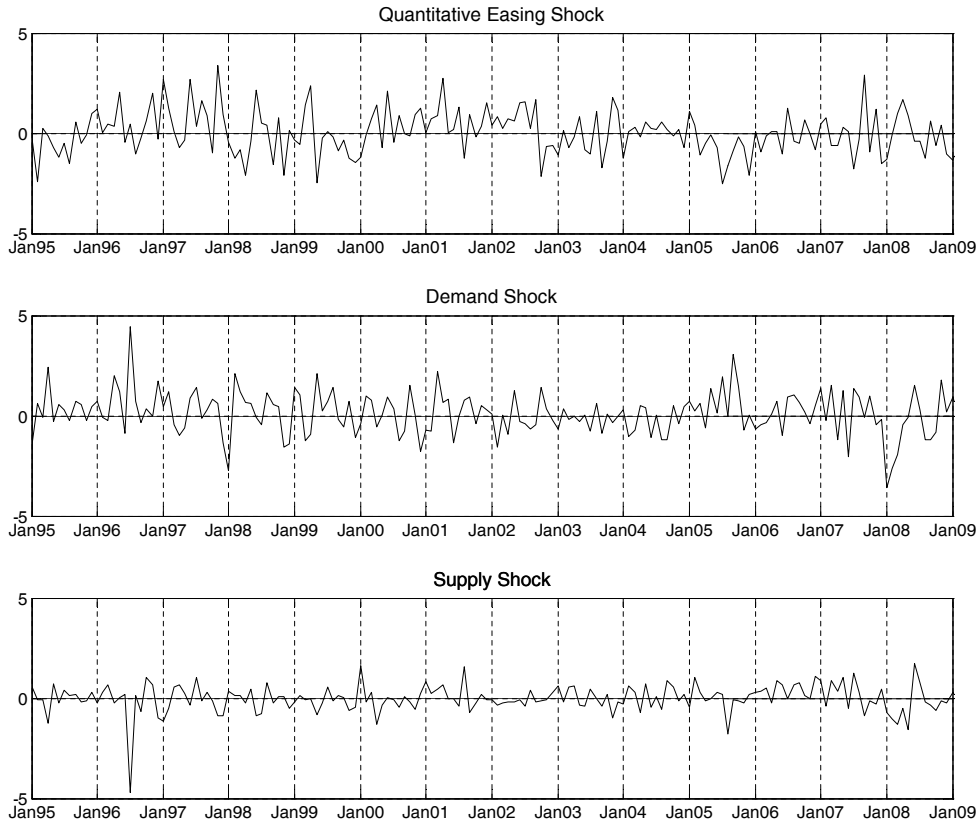 Quantitative Easing Shock
5
0
-5
Jan95 Jan96 Jan97 Jan98 Jan99 Jan00 Jan01 Jan02 Jan03 Jan04 Jan05 Jan06 Jan07 Jan08 Jan09
Demand Shock
5
0
-5
Jan95 Jan96 Jan97 Jan98 Jan99 Jan00 Jan01 Jan02 Jan03 Jan04 Jan05 Jan06 Jan07 Jan08 Jan09
Supply Shock
5
0
-5
Jan95 Jan96 Jan97 Jan98 Jan99 Jan00 Jan01 Jan02 Jan03 Jan04 Jan05 Jan06 Jan07 Jan08 Jan09